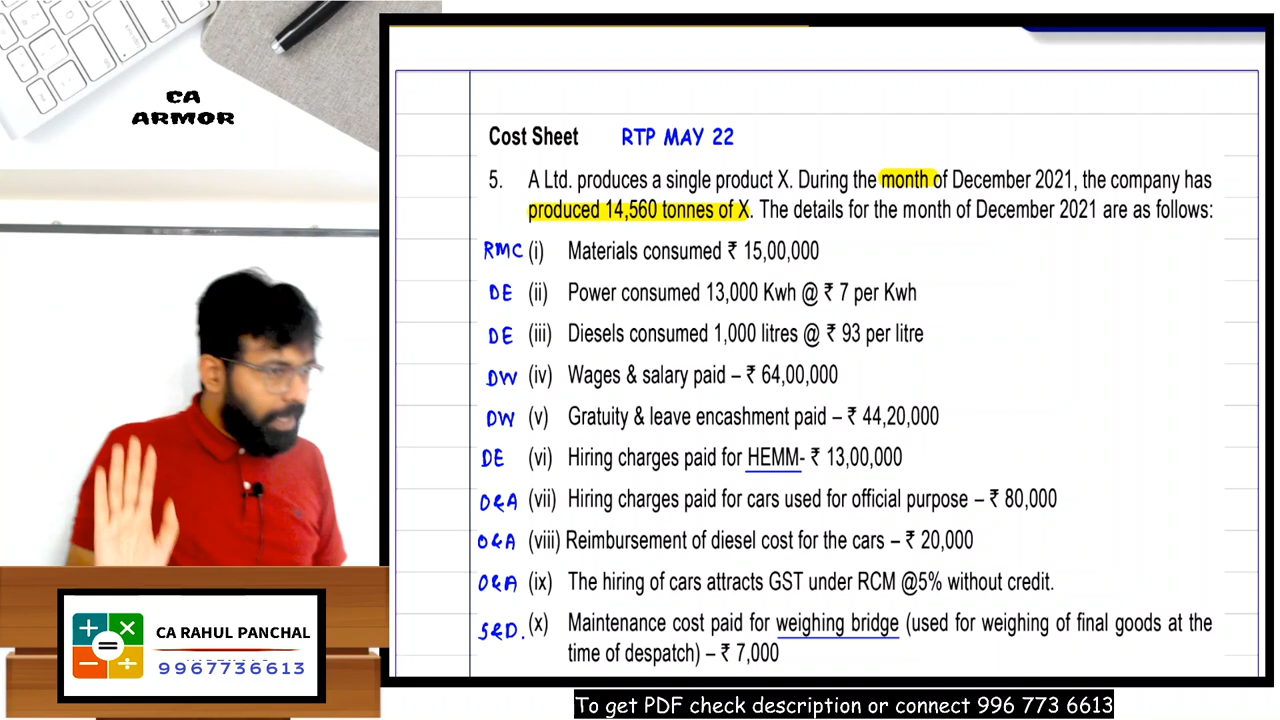 CA
ARMOR
Cost Sheet RTP MAY 22
5. A Ltd. produces a single product X. During the month of December 2021, the company has
produced 14,560 tonnes of X. The details for the month of December 2021 are as follows:
RMC (i) Materials consumed ₹ 15,00,000
DE (ii) Power consumed 13,000 Kwh @ ₹ 7 per Kwh
DE (iii) Diesels consumed 1,000 litres @ ₹ 93 per litre
DW (iv) Wages & salary paid – ₹ 64,00,000
DW (v) Gratuity & leave encashment paid – ₹ 44,20,000
DE (vi) Hiring charges paid for HEMM- ₹ 13,00,000
O&A (vii) Hiring charges paid for cars used for official purpose – ₹ 80,000
O&A (viii) Reimbursement of diesel cost for the cars – ₹ 20,000
O&A (ix) The hiring of cars attracts GST under RCM @5% without credit.
S&D. (x) Maintenance cost paid for weighing bridge (used for weighing of final goods at the
time of despatch) – ₹ 7,000
CA RAHUL PANCHAL
9967736613
To get PDF check description or connect 996 773 6613